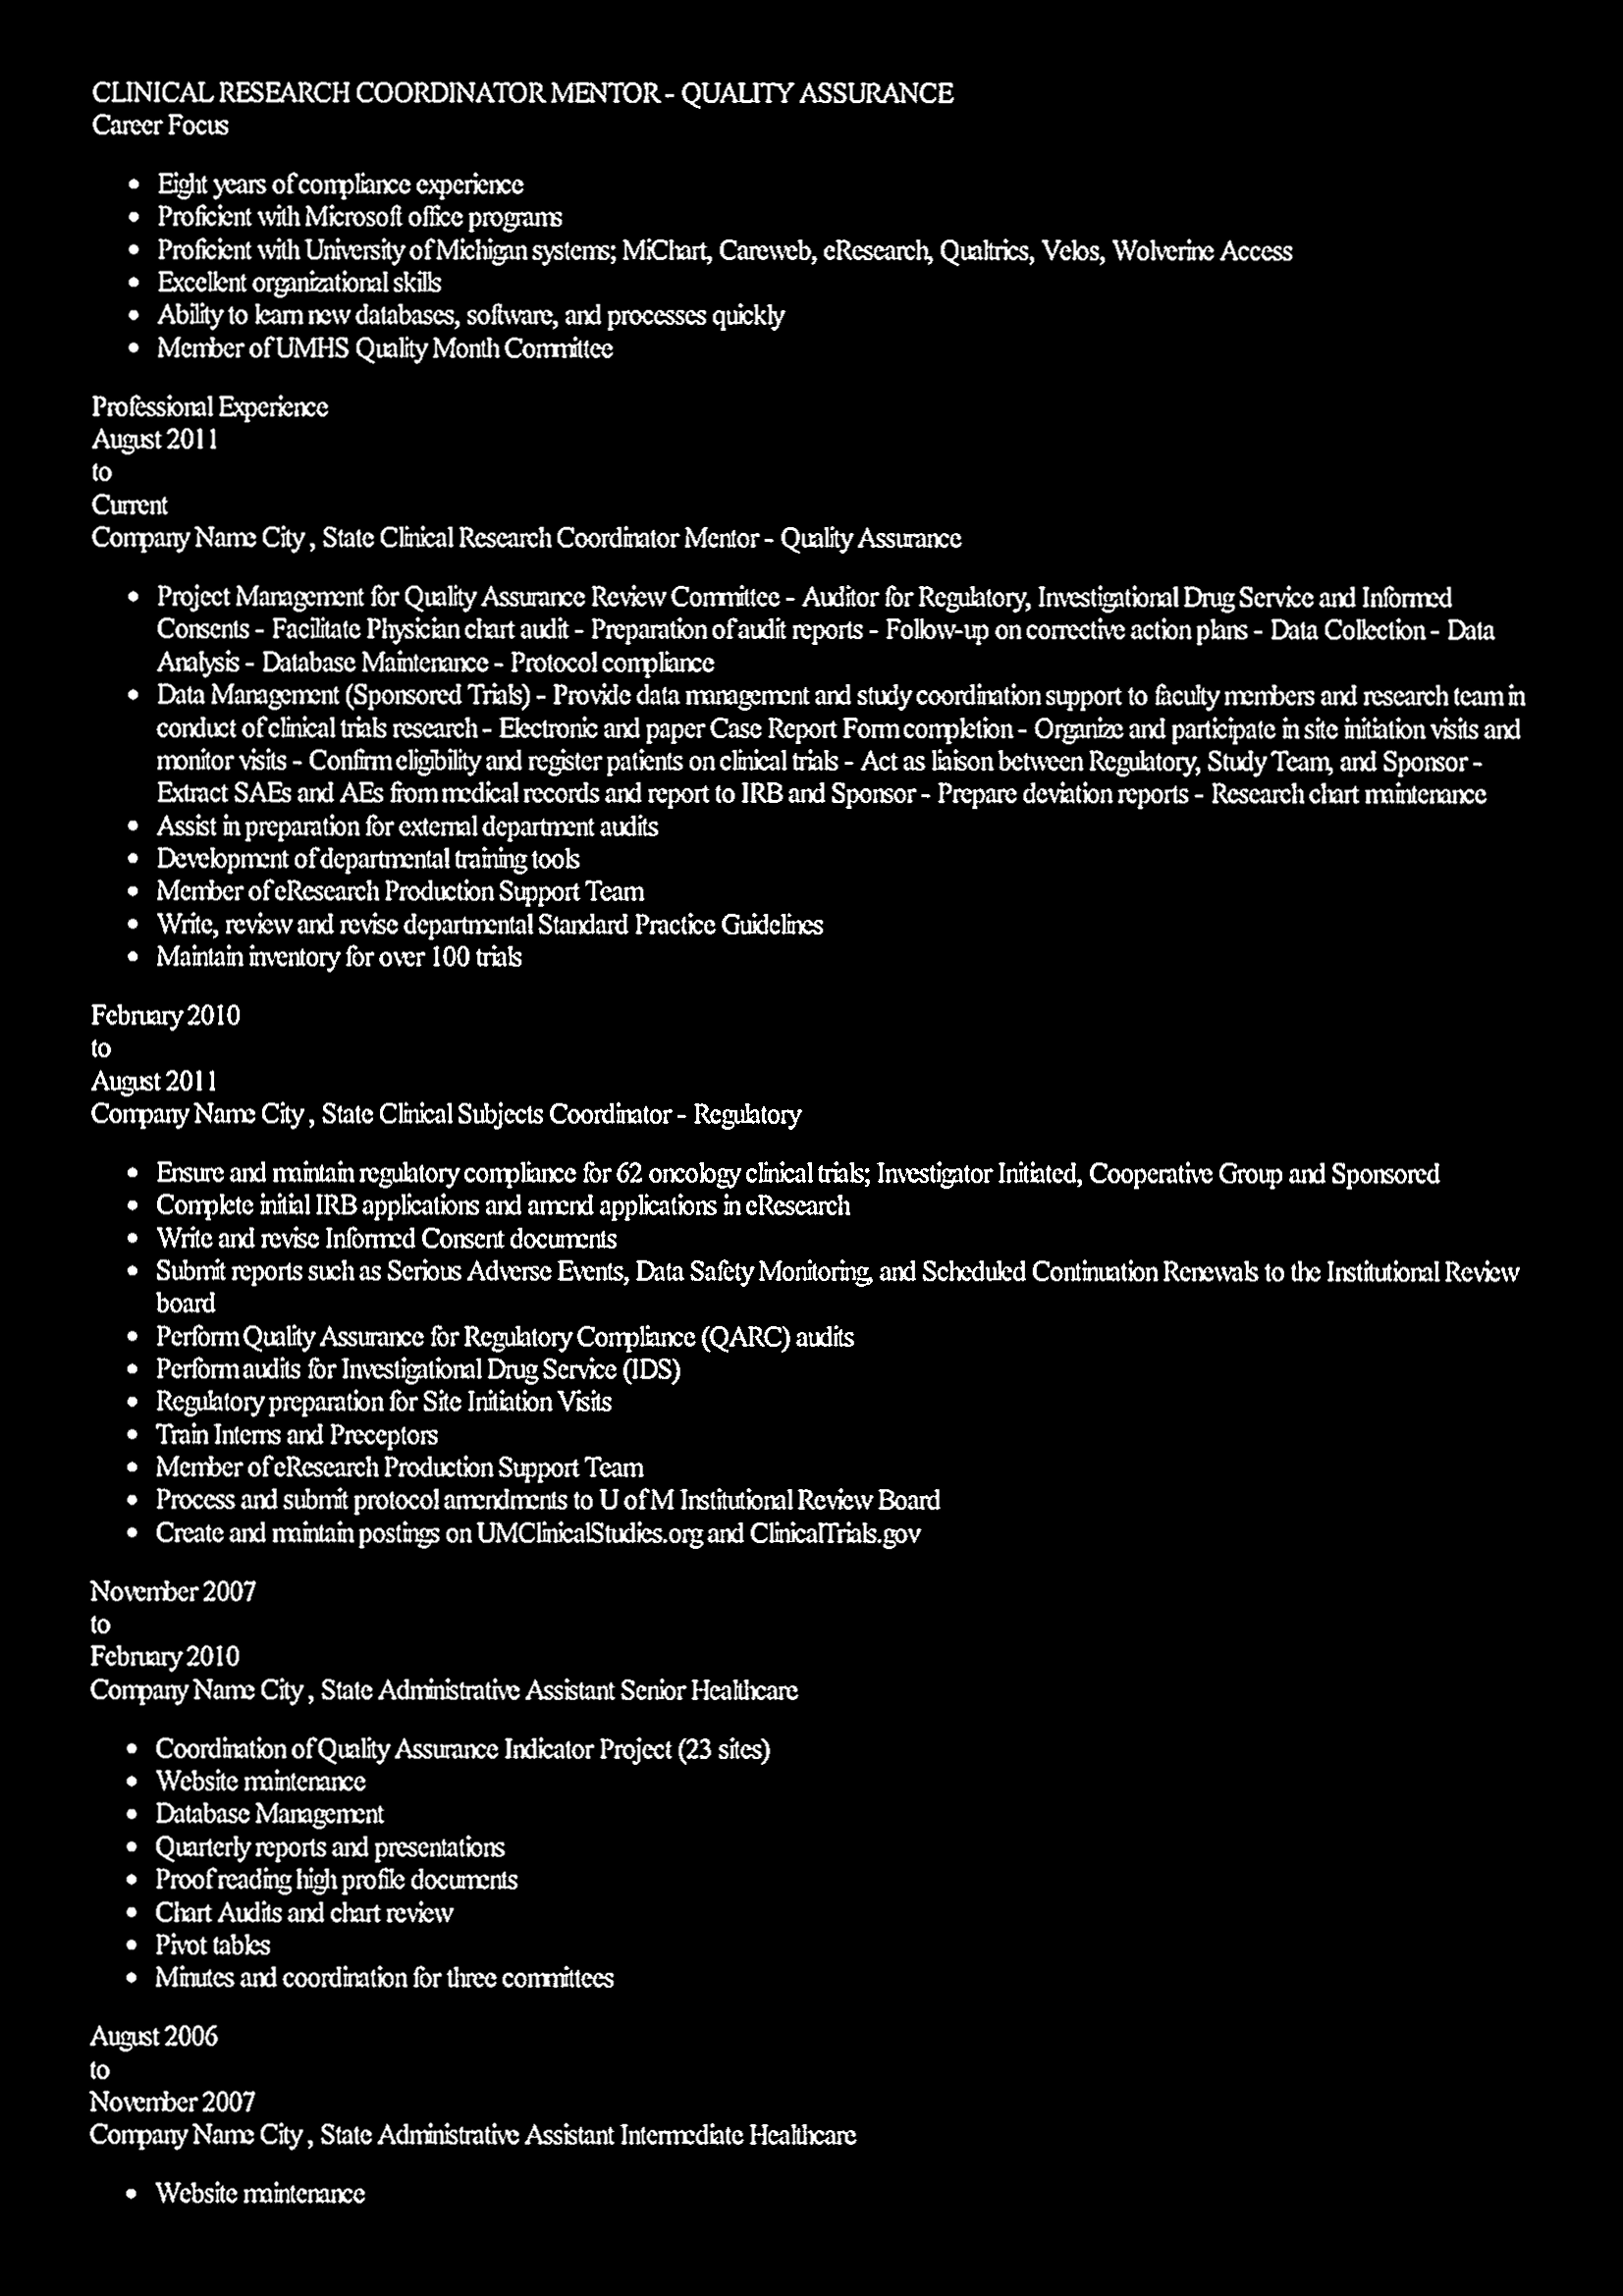 CLINICAL RESEARCH COORDINATOR MENTOR - QUALITY ASSURANCE
Career Focus
• Eight years of compliance experience
• Proficient with Microsoft office programs
• Proficient with University of Michigan systems; MiChart, Careweb, eResearch, Qualtrics, Velos, Wolverine Access
• Excellent organizational skills
• Ability to learn new databases, software, and processes quickly
• Member of UMHS Quality Month Committee
Professional Experience
August 2011
to
Current
Company Name City , State Clinical Research Coordinator Mentor - Quality Assurance
• Project Management for Quality Assurance Review Committee - Auditor for Regulatory, Investigational Drug Service and Informed
Consents - Facilitate Physician chart audit - Preparation of audit reports - Follow-up on corrective action plans - Data Collection - Data
Analysis - Database Maintenance - Protocol compliance
• Data Management (Sponsored Trials) - Provide data management and study coordination support to faculty members and research team in
conduct of clinical trials research - Electronic and paper Case Report Form completion - Organize and participate in site initiation visits and
monitor visits - Confirm eligibility and register patients on clinical trials - Act as liaison between Regulatory, Study Team, and Sponsor -
Extract SAEs and AEs from medical records and report to IRB and Sponsor - Prepare deviation reports - Research chart maintenance
• Assist in preparation for external department audits
• Development of departmental training tools
• Member of eResearch Production Support Team
• Write, review and revise departmental Standard Practice Guidelines
• Maintain inventory for over 100 trials
February 2010
to
August 2011
Company Name City , State Clinical Subjects Coordinator - Regulatory
• Ensure and maintain regulatory compliance for 62 oncology clinical trials; Investigator Initiated, Cooperative Group and Sponsored
• Complete initial IRB applications and amend applications in eResearch
• Write and revise Informed Consent documents
• Submit reports such as Serious Adverse Events, Data Safety Monitoring, and Scheduled Continuation Renewals to the Institutional Review
board
• Perform Quality Assurance for Regulatory Compliance (QARC) audits
• Perform audits for Investigational Drug Service (IDS)
• Regulatory preparation for Site Initiation Visits
• Train Interns and Preceptors
• Member of eResearch Production Support Team
• Process and submit protocol amendments to U of M Institutional Review Board
• Create and maintain postings on UMClinicalStudies.org and ClinicalTrials.gov
November 2007
to
February 2010
Company Name City , State Administrative Assistant Senior Healthcare
• Coordination of Quality Assurance Indicator Project (23 sites)
• Website maintenance
• Database Management
• Quarterly reports and presentations
• Proof reading high profile documents
• Chart Audits and chart review
• Pivot tables
• Minutes and coordination for three committees
August 2006
to
November 2007
Company Name City , State Administrative Assistant Intermediate Healthcare
• Website maintenance